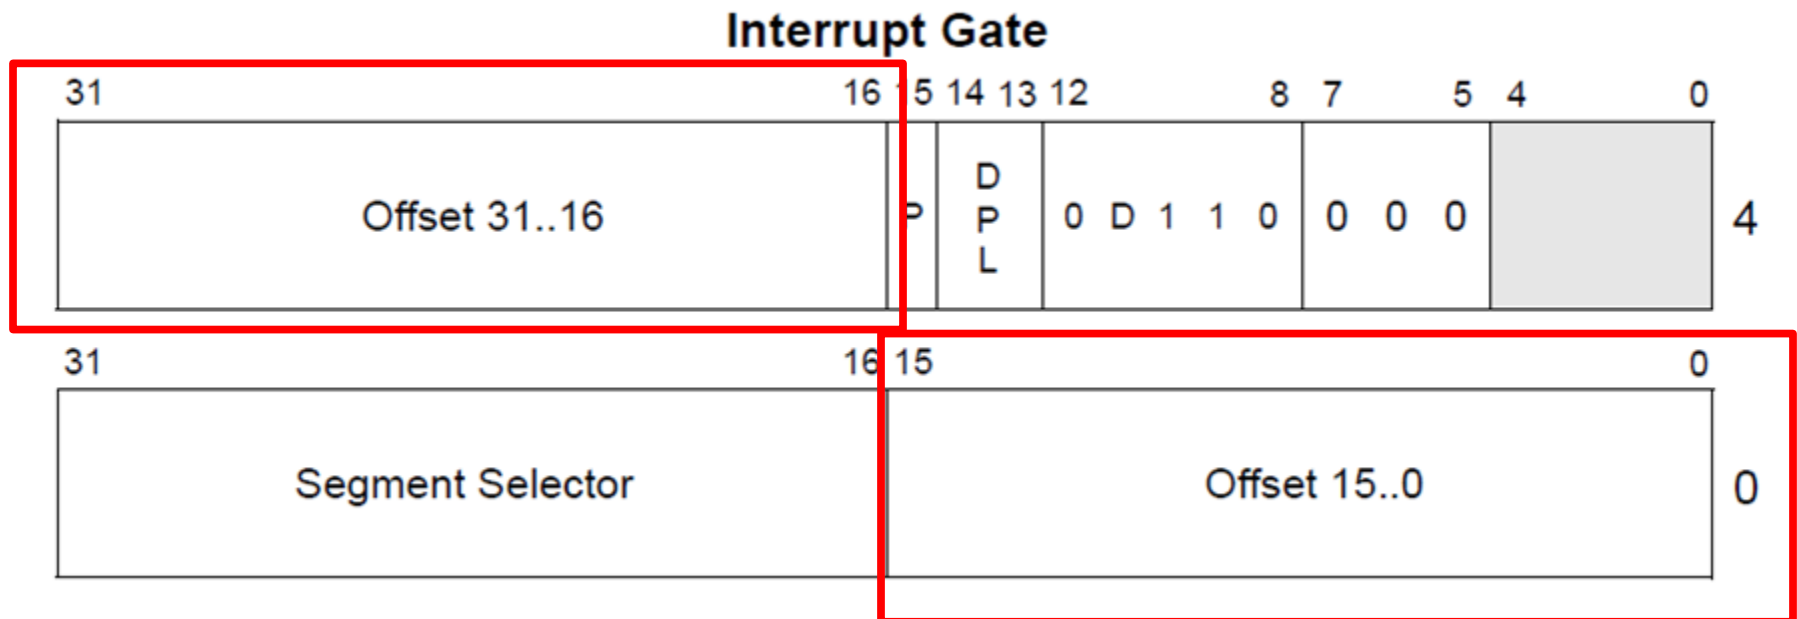 Interrupt Gate
31 16 15 14 13 12 8 7 5 4 0
Offset 31..16 P D P L 0 D 1 1 0 0 0 0 4
31 16 15 0
Segment Selector Offset 15..0 0